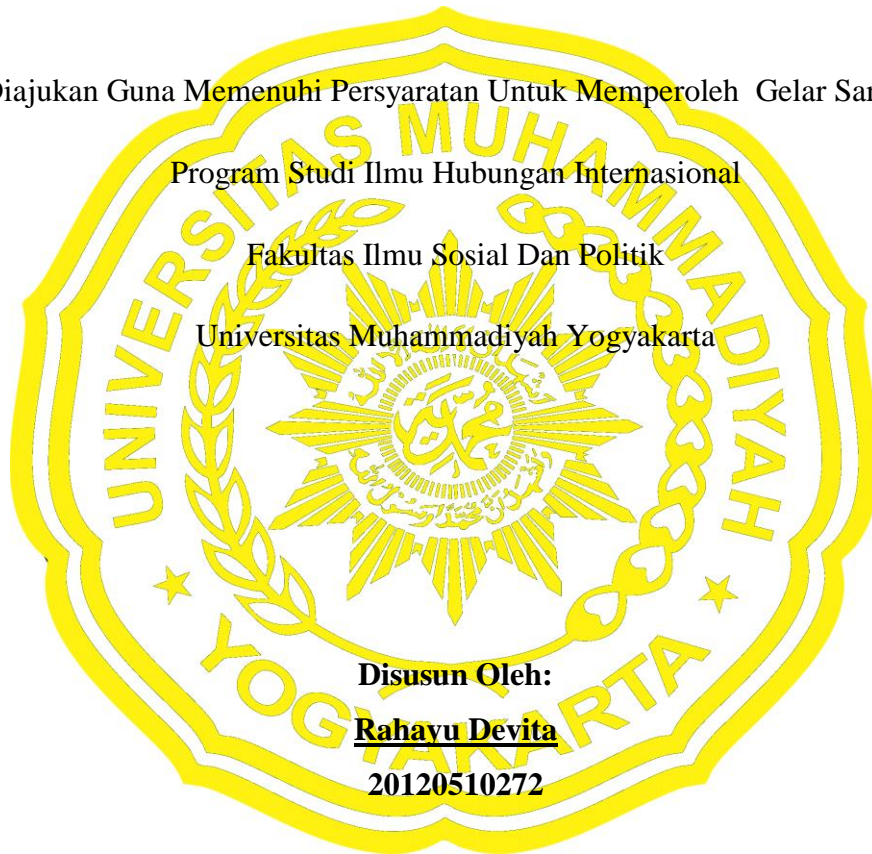 Diajukan Guna Memenuhi Persyaratan Untuk Memperoleh Gelar
Program Studi Ilmu Hubungan Internasional
Fakultas Ilmu Sosial Dan Politik
Universitas Muhammadiyah Yogyakarta
UNIVERSITAS MUHAMMADIYAH
YOGYAKARTA
محمدية
Disusun Oleh:
Rahayu Devita
20120510272